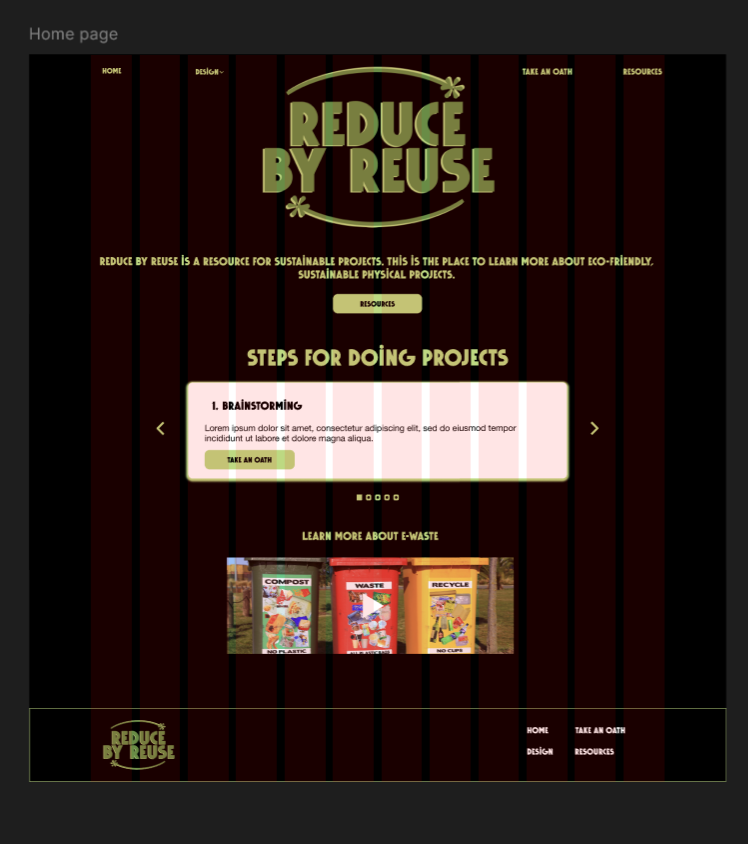 Home page
HOME
DESIGN
TAKE AN OATH
RESOURCES
REDUCE
BY REUSE
REDUCE BY REUSE IS A RESOURCE FOR SUSTAINABLE PROJECTS. THIS IS THE PLACE TO LEARN MORE ABOUT ECO-FRIENDLY,
SUSTAINABLE PHYSICAL PROJECTS.
RESOURCES
STEPS FOR DOING PROJECTS
1. BRAINSTORMING
Lorem ipsum dolor sit amet, consectetur adipiscing elit, sed do eiusmod tempor
incididunt ut labore et dolore magna aliqua.
TAKE AN OATH
LEARN MORE ABOUT E-WASTE
COMPOST
WASTE
RECYCLE
NO PLASTIC
NO CUPS
REDUCE
BY REUSE
HOME
TAKE AN OATH
DESIGN
RESOURCES